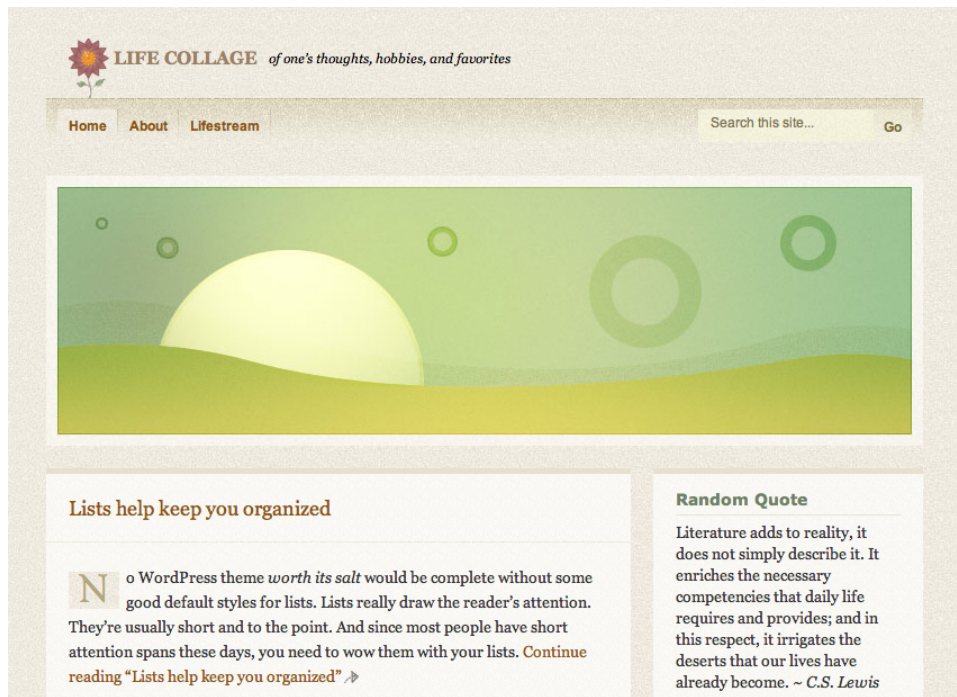 LIFE COLLAGE of one's thoughts, hobbies, and favorites
Home About Lifestream
Search this site... Go
Lists help keep you organized
No WordPress theme worth its salt would be complete without some
good default styles for lists. Lists really draw the reader's attention.
They're usually short and to the point. And since most people have short
attention spans these days, you need to wow them with your lists. Continue
reading “Lists help keep you organized”
Random Quote
Literature adds to reality, it
does not simply describe it. It
enriches the necessary
competencies that daily life
requires and provides; and in
this respect, it irrigates the
deserts that our lives have
already become. ~ C.S. Lewis